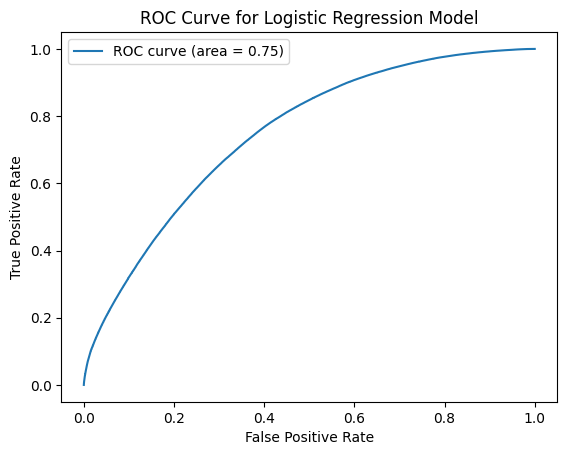 ROC Curve for Logistic Regression Model
ROC curve (area = 0.75)
True Positive Rate
1.0
0.8
0.6
0.4
0.2
0.0
0.0 0.2 0.4 0.6 0.8 1.0
False Positive Rate